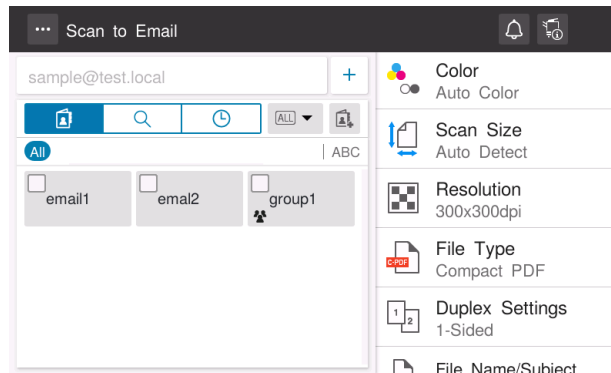 Scan to Email
sample@test.local
+
ALL
All
ABC
email1
emal2
group1
Color
Auto Color
Scan Size
Auto Detect
Resolution
300x300dpi
C-PDF
File Type
Compact PDF
1 2
Duplex Settings
1-Sided
File Name/Subject